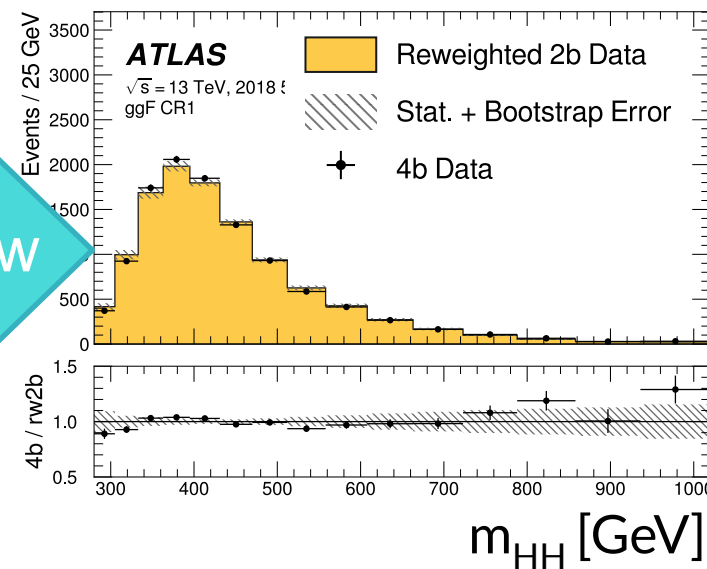 3500
3000
2500
2000
1500
500
0
Events / 25 GeV
ATLAS
√s = 13 TeV, 2018
ggF CR1
Reweighted 2b Data
Stat. + Bootstrap Error
4b Data
W
1.5
1.0
0.5
4b / rw2b
300 400 500 600 700 800 900 1000
m_HH [GeV]